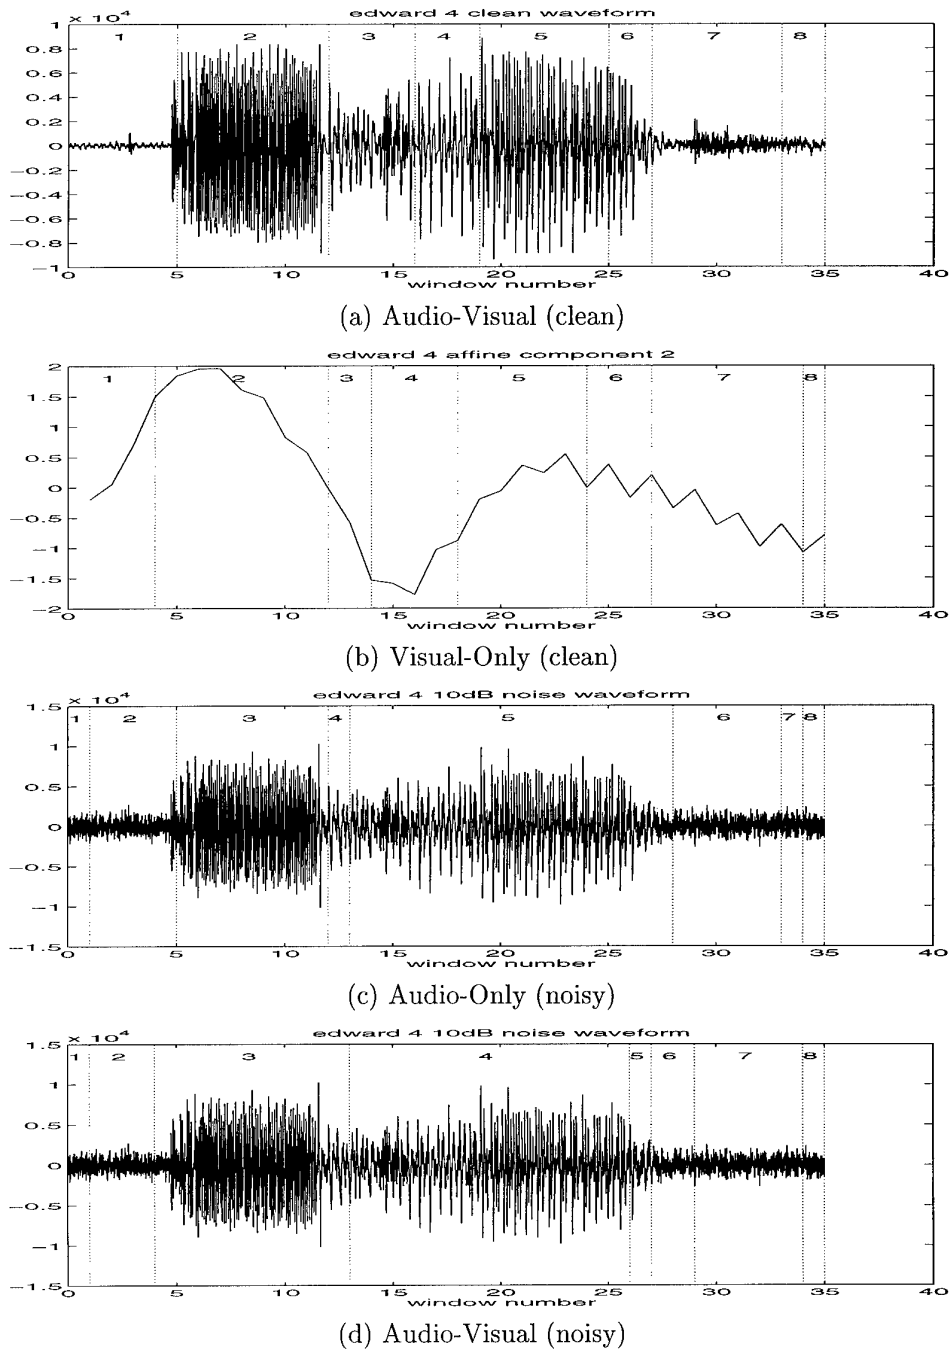 edward 4 clean waveform
x 10⁴
1 2 3 4 5 6 7 8
1
0.8
0.6
0.4
0.2
0
−0.2
−0.4
−0.6
−0.8
−1
0 5 10 15 20 25 30 35 40
window number
(a) Audio-Visual (clean)
edward 4 affine component 2
1 2 3 4 5 6 7 8
2
1.5
1
0.5
0
−0.5
−1
−1.5
−2
0 5 10 15 20 25 30 35 40
window number
(b) Visual-Only (clean)
edward 4 10dB noise waveform
x 10⁴
1 2 3 4 5 6 7 8
1.5
1
0.5
0
−0.5
−1
−1.5
0 5 10 15 20 25 30 35 40
window number
(c) Audio-Only (noisy)
edward 4 10dB noise waveform
x 10⁴
1 2 3 4 5 6 7 8
1.5
1
0.5
0
−0.5
−1
−1.5
0 5 10 15 20 25 30 35 40
window number
(d) Audio-Visual (noisy)